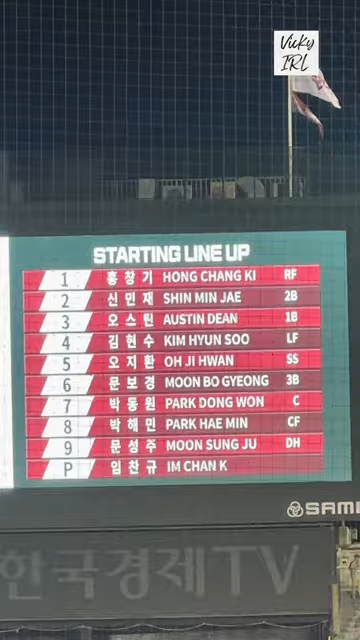 Vicky
IRL
STARTING LINE UP
1 홍창기 HONG CHANG KI RF
2 신민재 SHIN MIN JAE 2B
3 오스틴 AUSTIN DEAN 1B
4 김현수 KIM HYUN SOO LF
5 오지환 OH JI HWAN SS
6 문보경 MOON BO GYEONG 3B
7 박동원 PARK DONG WON C
8 박해민 PARK HAE MIN CF
9 문성주 MOON SUNG JU DH
P 임찬규 IM CHAN K
SAMI
한국경제TV